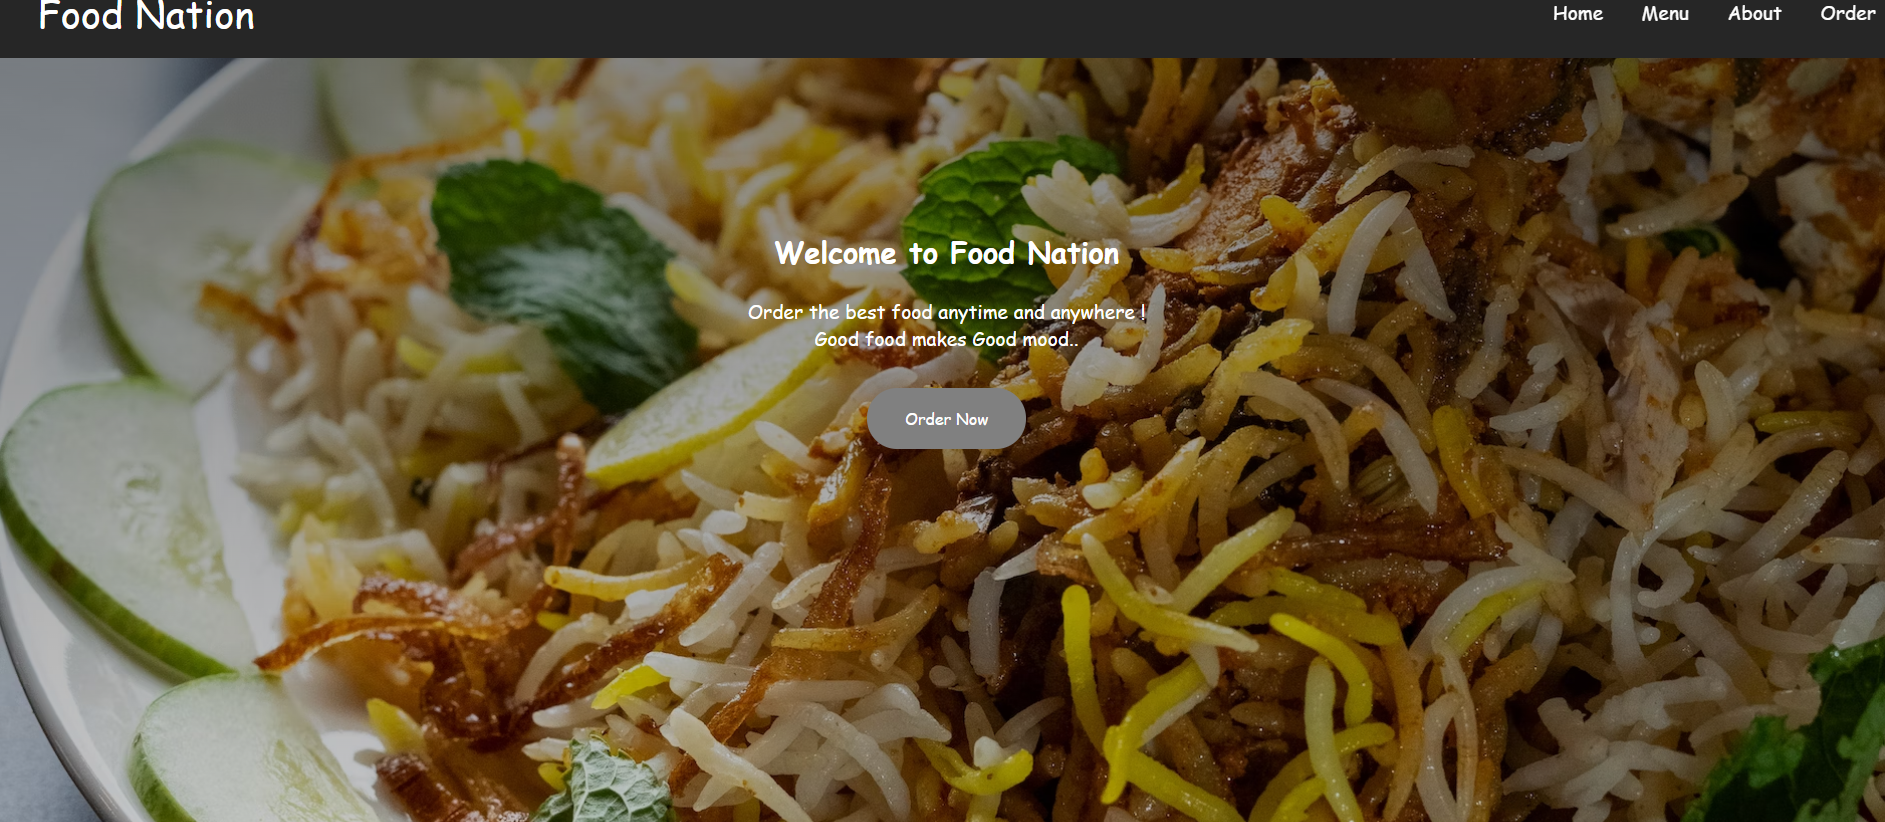 Food Nation
Home Menu About Order
Welcome to Food Nation
Order the best food anytime and anywhere !
Good food makes Good mood..
Order Now